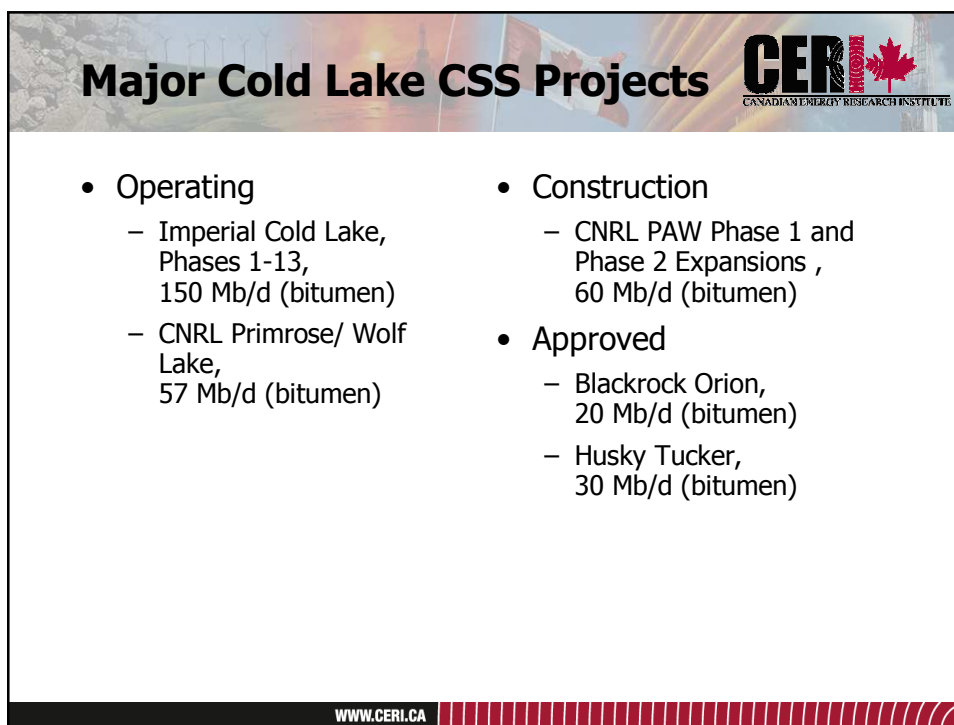 Major Cold Lake CSS Projects
CERI
CANADIAN ENERGY RESEARCH INSTITUTE
• Operating
– Imperial Cold Lake,
Phases 1-13,
150 Mb/d (bitumen)
– CNRL Primrose/ Wolf
Lake,
57 Mb/d (bitumen)
• Construction
– CNRL PAW Phase 1 and
Phase 2 Expansions ,
60 Mb/d (bitumen)
• Approved
– Blackrock Orion,
20 Mb/d (bitumen)
– Husky Tucker,
30 Mb/d (bitumen)
WWW.CERI.CA